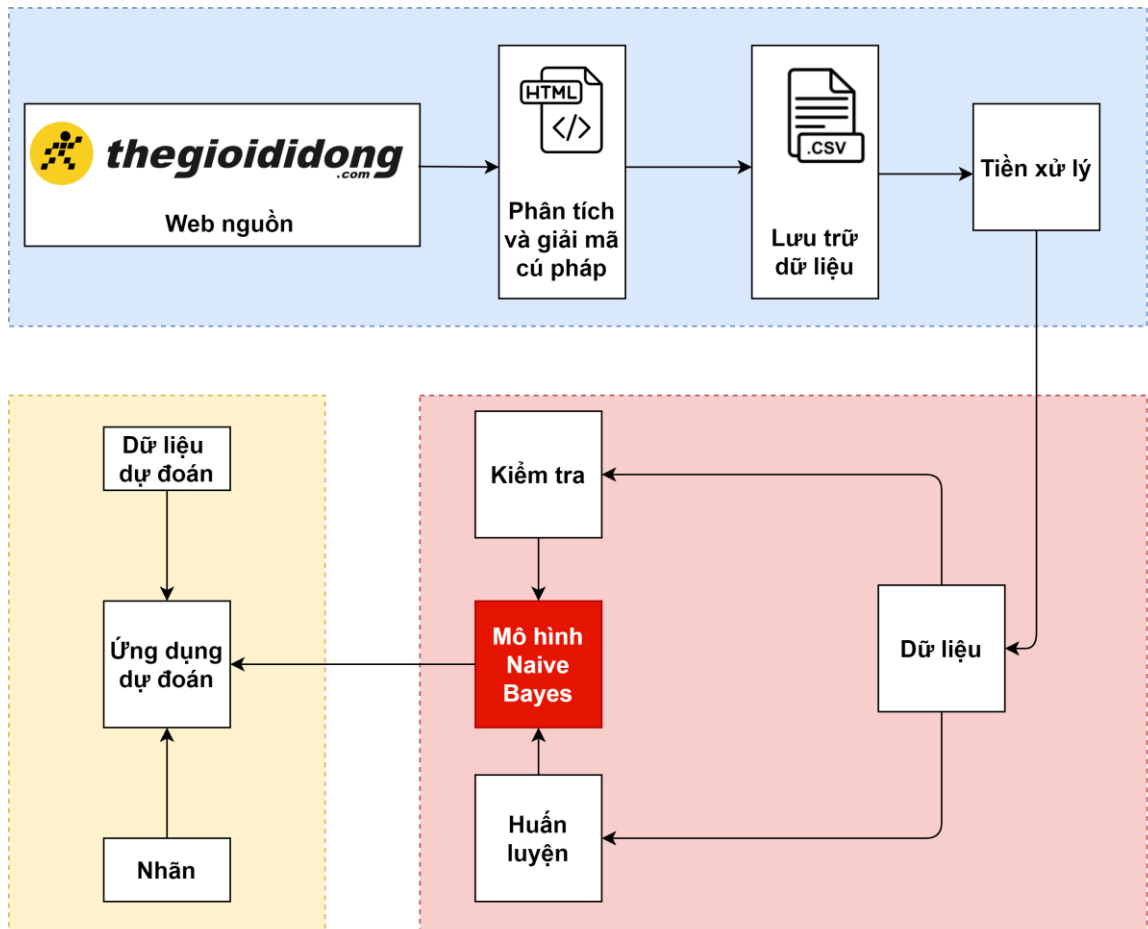 thegioididong
.com
Web nguồn
HTML
</>
Phân tích
và giải mã
cú pháp
.CSV
Lưu trữ
dữ liệu
Tiền xử lý
Dữ liệu
dự đoán
Ứng dụng
dự đoán
Nhãn
Kiểm tra
Mô hình
Naive
Bayes
Huấn
luyện
Dữ liệu